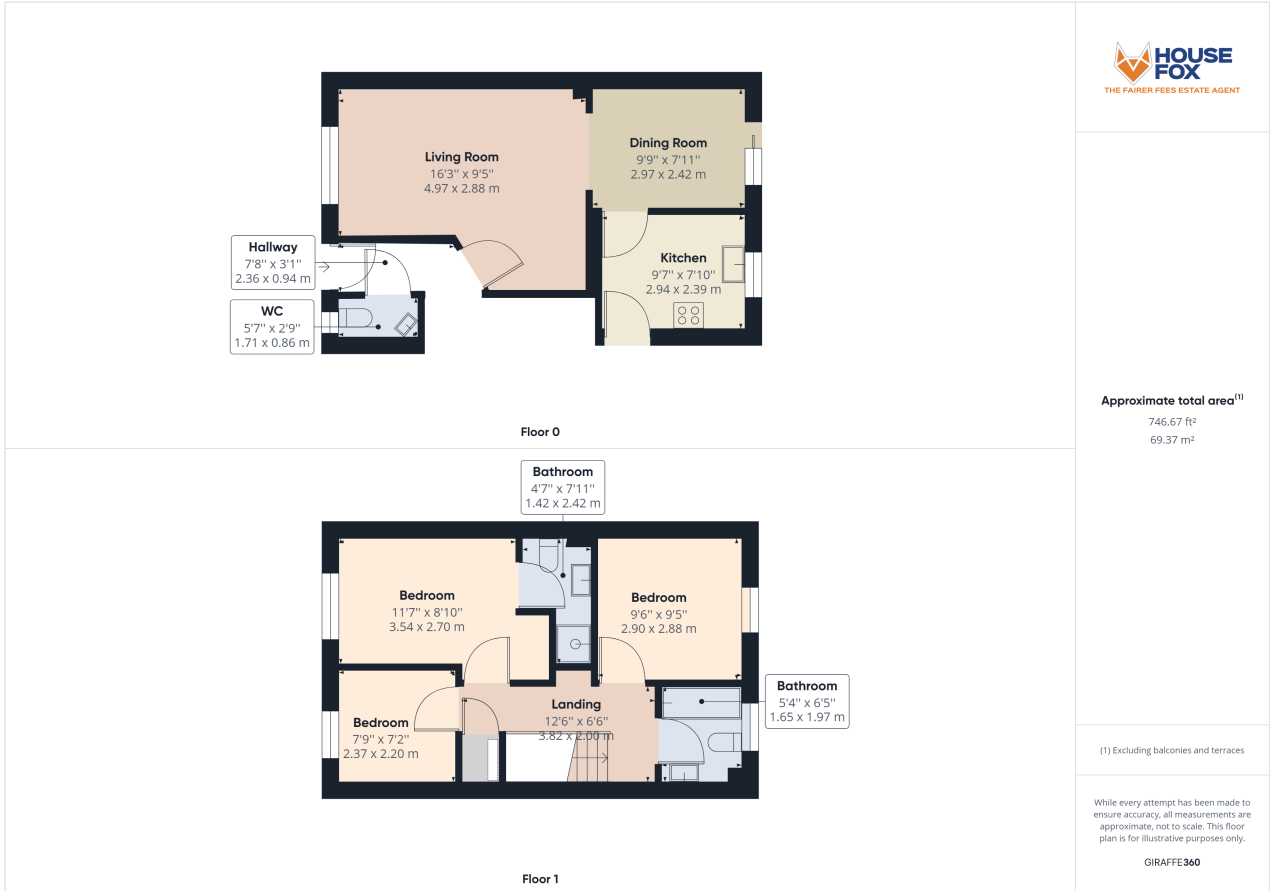 HOUSE
FOX
THE FAIRER FEES ESTATE AGENT
Living Room
16'3" x 9'5"
4.97 x 2.88 m
Dining Room
9'9" x 7'11"
2.97 x 2.42 m
Hallway
7'8" x 3'1"
2.36 x 0.94 m
Kitchen
9'7" x 7'10"
2.94 x 2.39 m
WC
5'7" x 2'9"
1.71 x 0.86 m
Floor 0
Bathroom
4'7" x 7'11"
1.42 x 2.42 m
Bedroom
11'7" x 8'10"
3.54 x 2.70 m
Bedroom
9'6" x 9'5"
2.90 x 2.88 m
Bathroom
5'4" x 6'5"
1.65 x 1.97 m
Landing
12'6" x 6'6"
3.82 x 2.00 m
Bedroom
7'9" x 7'2"
2.37 x 2.20 m
Floor 1
Approximate total area(1)
746.67 ft²
69.37 m²
(1) Excluding balconies and terraces
While every attempt has been made to
ensure accuracy, all measurements are
approximate, not to scale. This floor
plan is for illustrative purposes only.
GIRAFFE360